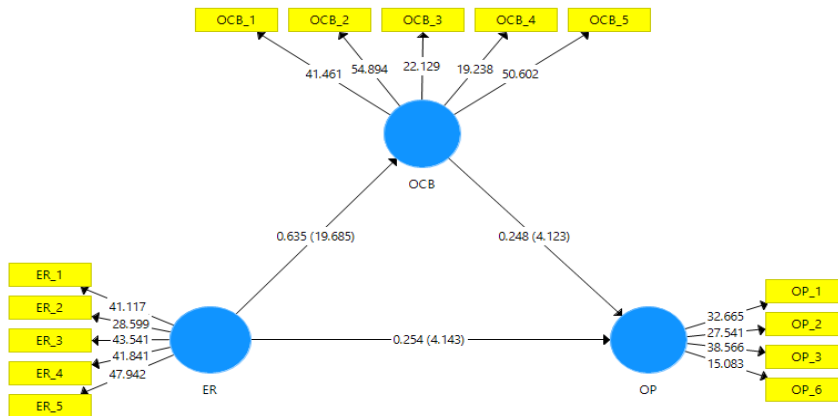 OCB_1 OCB_2 OCB_3 OCB_4 OCB_5
41.461 54.894 22.129 19.238 50.602
OCB
0.635 (19.685) 0.248 (4.123)
ER_1
ER_2
ER_3
ER_4
ER_5
41.117
28.599
43.541
41.841
47.942
ER
0.254 (4.143)
OP
32.665
27.541
38.566
15.083
OP_1
OP_2
OP_3
OP_6